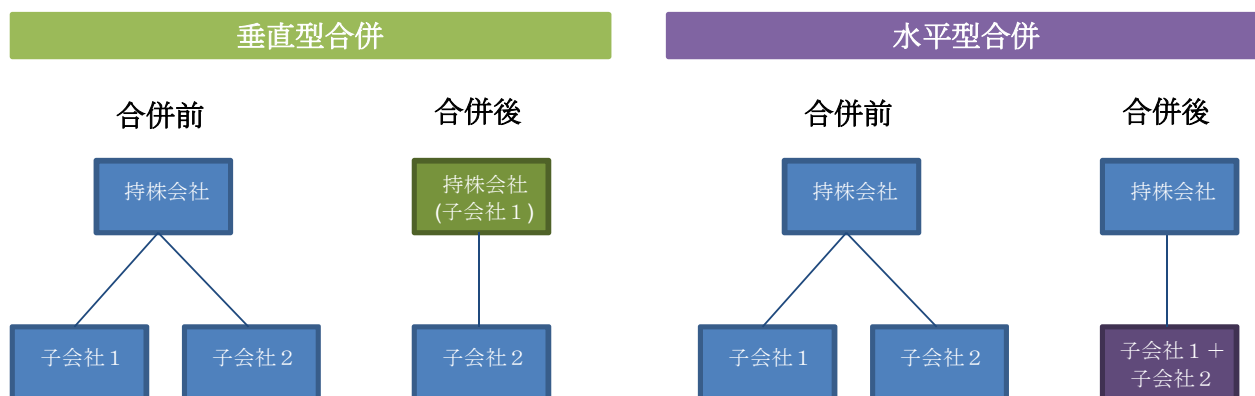 垂直型合併
合併前
合併後
持株会社
持株会社
(子会社１)
子会社１
子会社２
子会社２
水平型合併
合併前
合併後
持株会社
持株会社
子会社１
子会社２
子会社１＋
子会社２